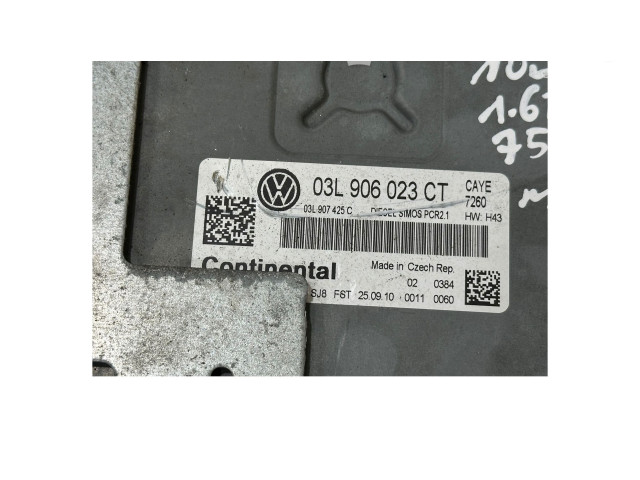 03L 906 023 CT CAYE
7260
03L 907 425 C DIESEL SIMOS PCR2.1 HW: H43
Continental Made in Czech Rep.
02 0384
SJ8 FST 25.09.10 0011 0060
1.6
75